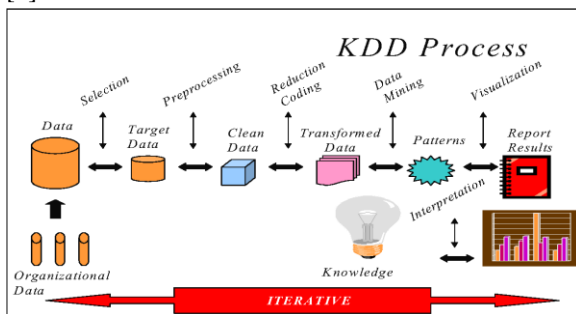 KDD Process
Selection
Preprocessing
Reduction
Coding
Data
Mining
Visualization
Data
Target
Data
Clean
Data
Transformed
Data
Patterns
Report
Results
Interpretation
Organizational
Data
Knowledge
ITERATIVE